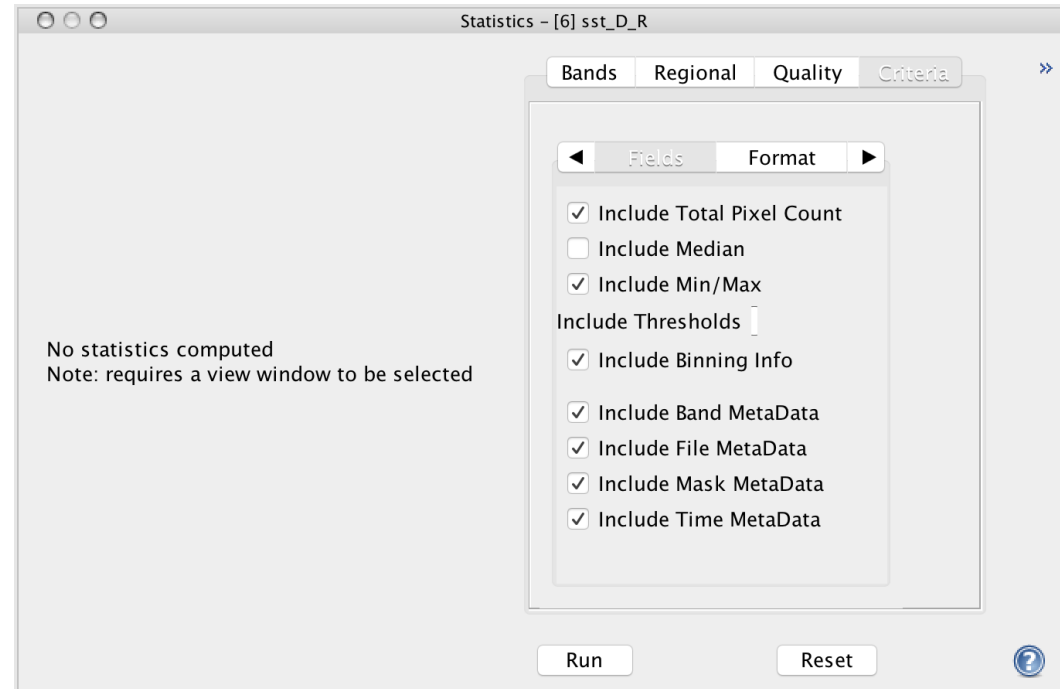 Statistics – [6] sst_D_R
Bands Regional Quality Criteria »
◀ Fields Format ▶
Include Total Pixel Count
Include Median
Include Min/Max
Include Thresholds
Include Binning Info
Include Band MetaData
Include File MetaData
Include Mask MetaData
Include Time MetaData
No statistics computed
Note: requires a view window to be selected
Run Reset ?